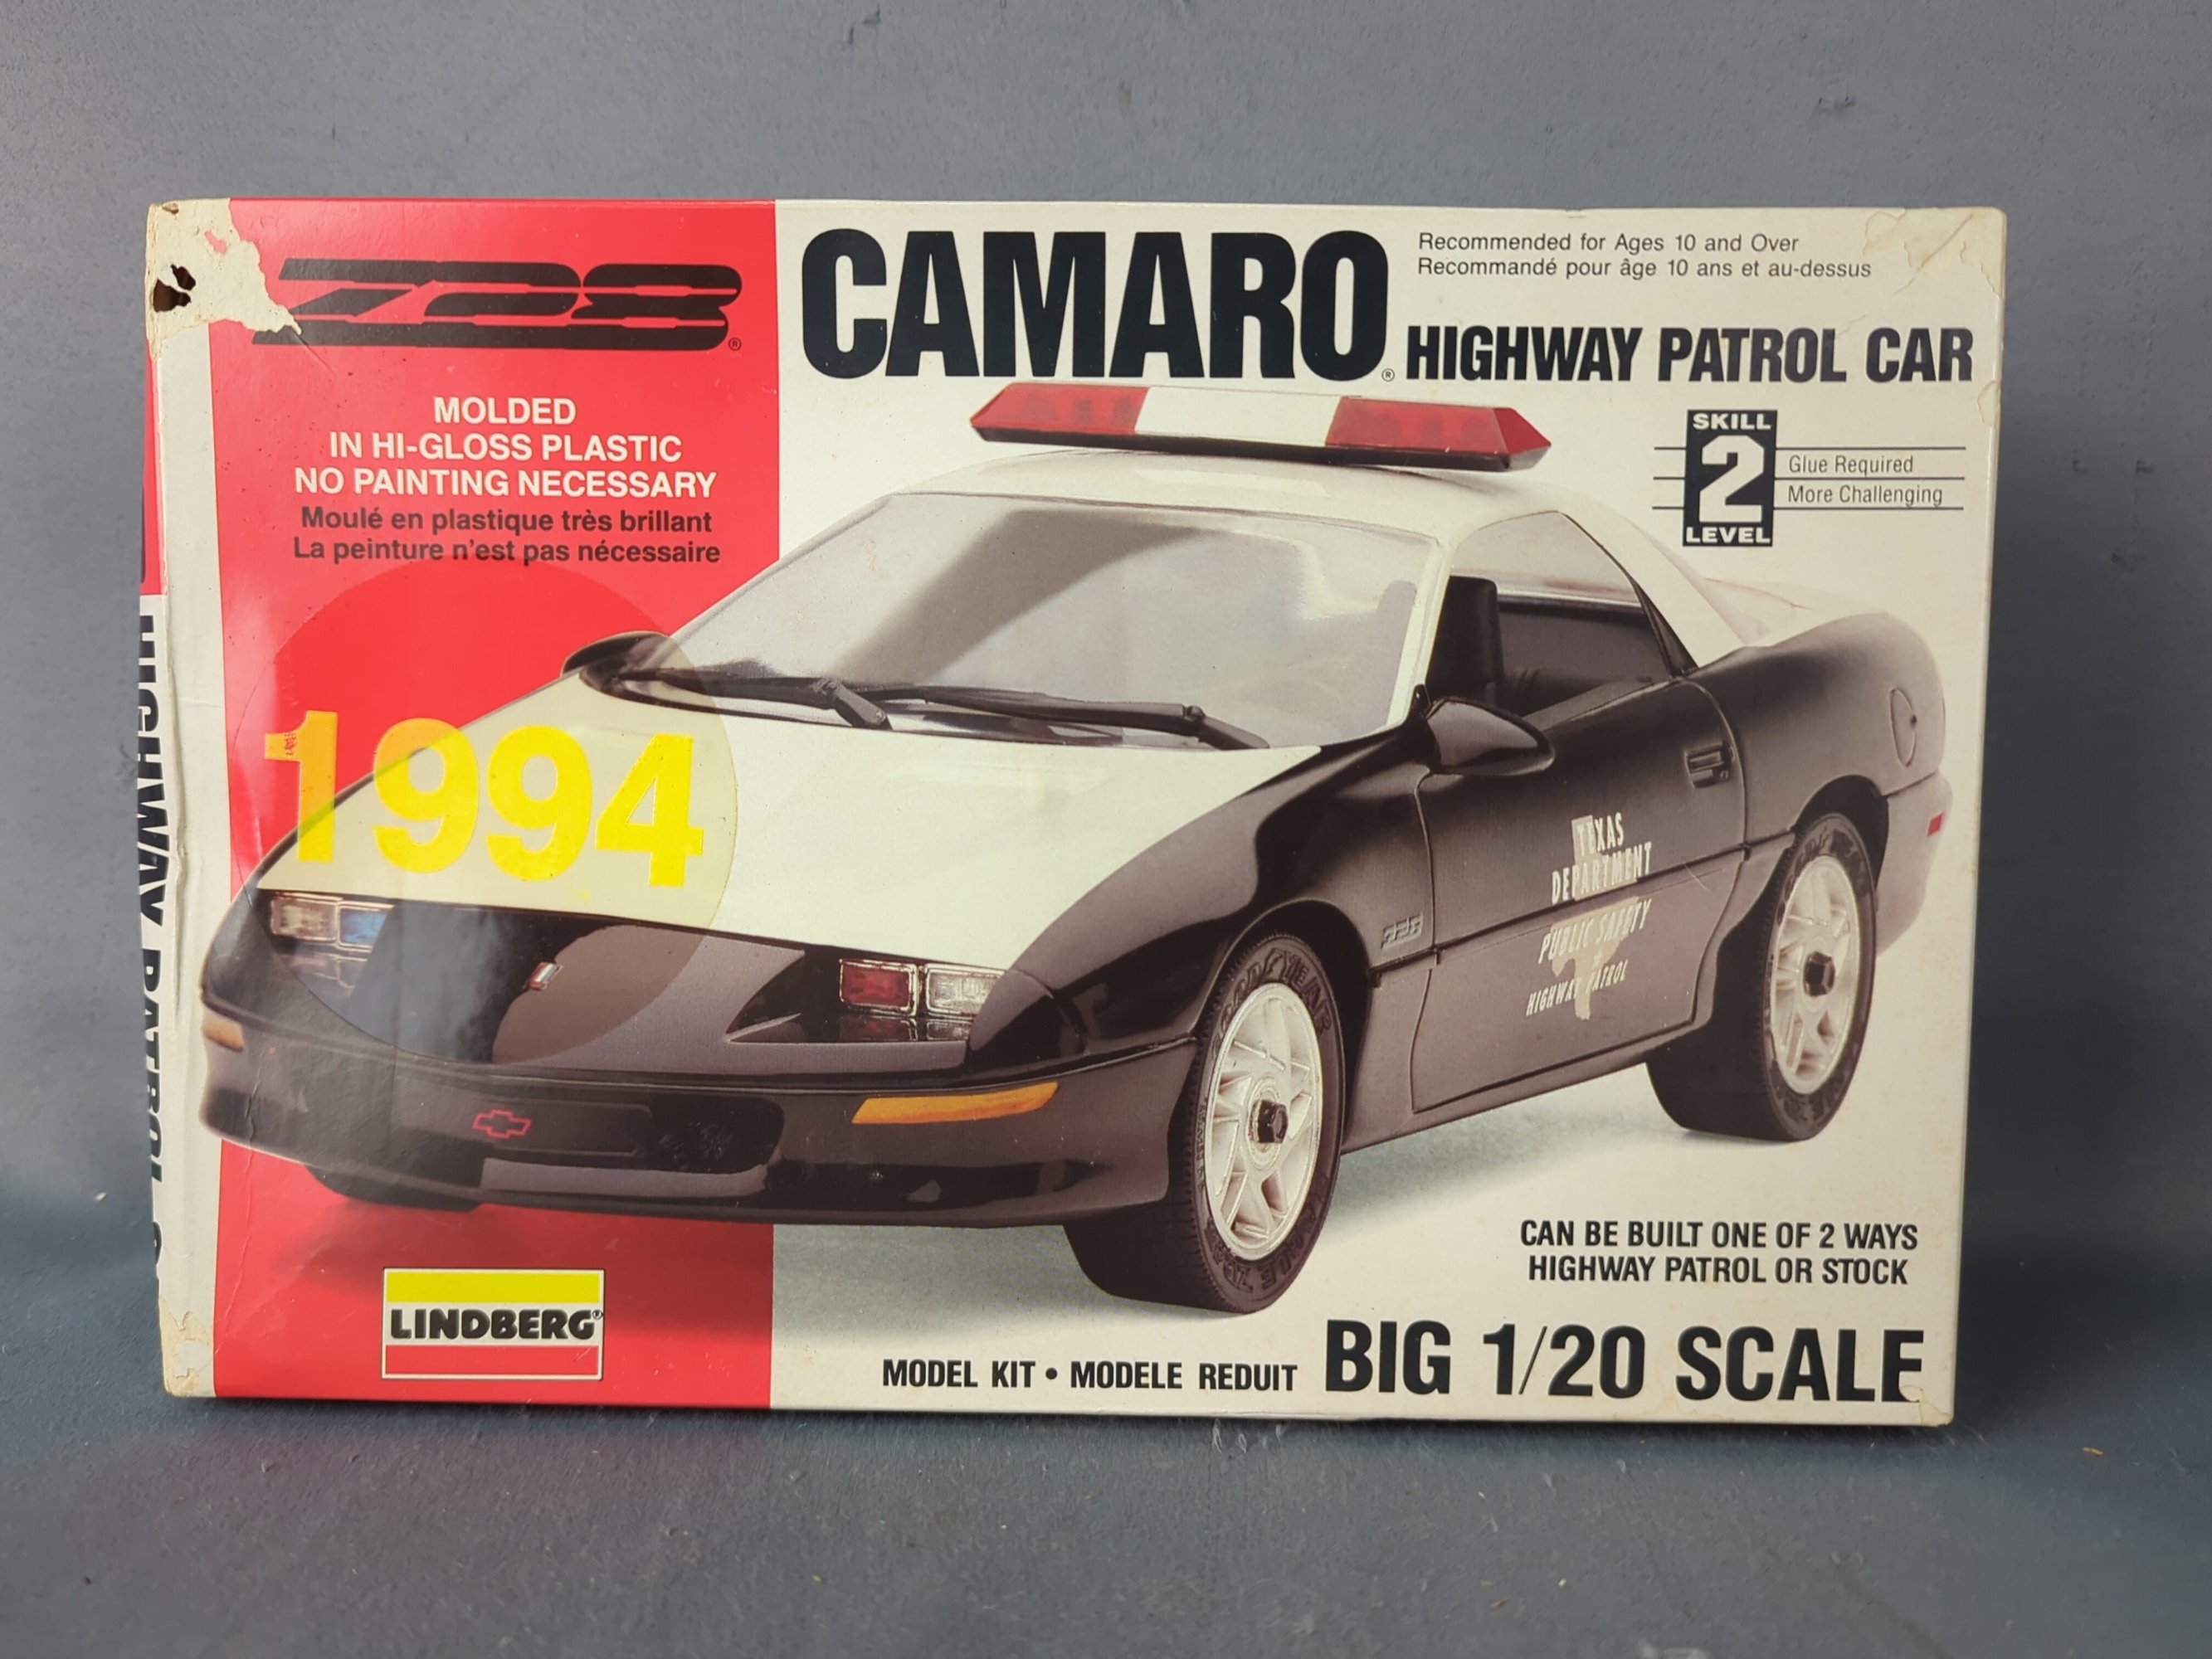 Z28®
CAMARO®
Recommended for Ages 10 and Over
Recommandé pour âge 10 ans et au-dessus
HIGHWAY PATROL CAR
MOLDED
IN HI-GLOSS PLASTIC
NO PAINTING NECESSARY
Moulé en plastique très brillant
La peinture n'est pas nécessaire
SKILL
2
LEVEL
Glue Required
More Challenging
1994
TEXAS
DEPARTMENT
PUBLIC SAFETY
HIGHWAY PATROL
Z28
GOODYEAR
CAN BE BUILT ONE OF 2 WAYS
HIGHWAY PATROL OR STOCK
LINDBERG®
MODEL KIT • MODELE REDUIT
BIG 1/20 SCALE
HIGHWAY PATROL